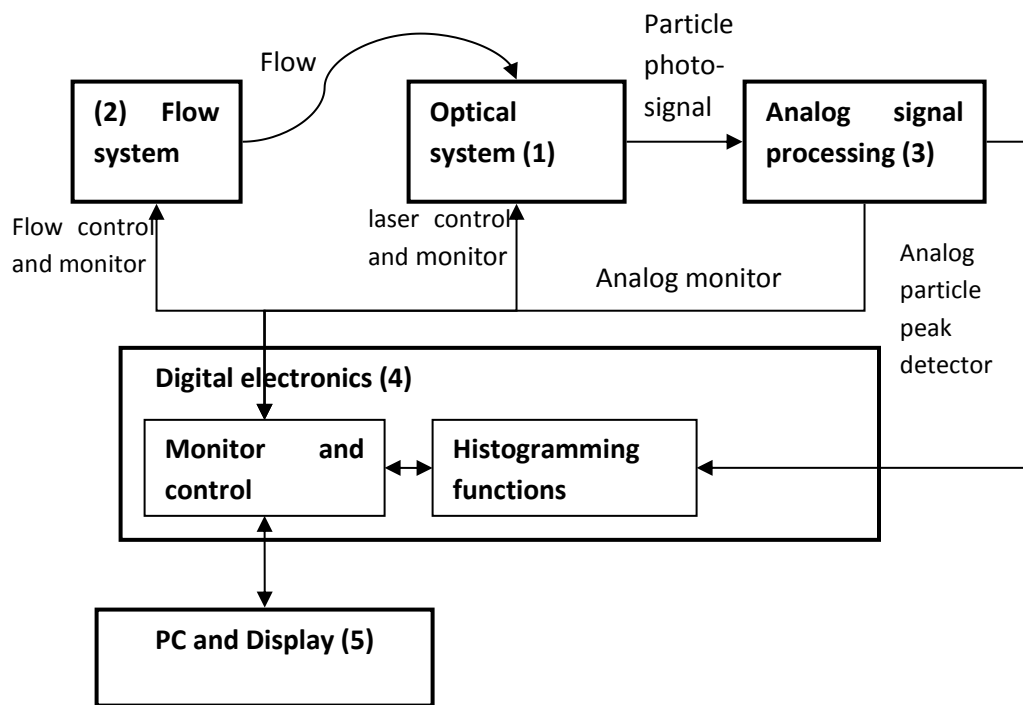 Flow
Particle
photo-
signal
(2) Flow
system
Optical
system (1)
Analog signal
processing (3)
Flow control
and monitor
laser control
and monitor
Analog monitor
Analog
particle
peak
detector
Digital electronics (4)
Monitor and
control
Histogramming
functions
PC and Display (5)